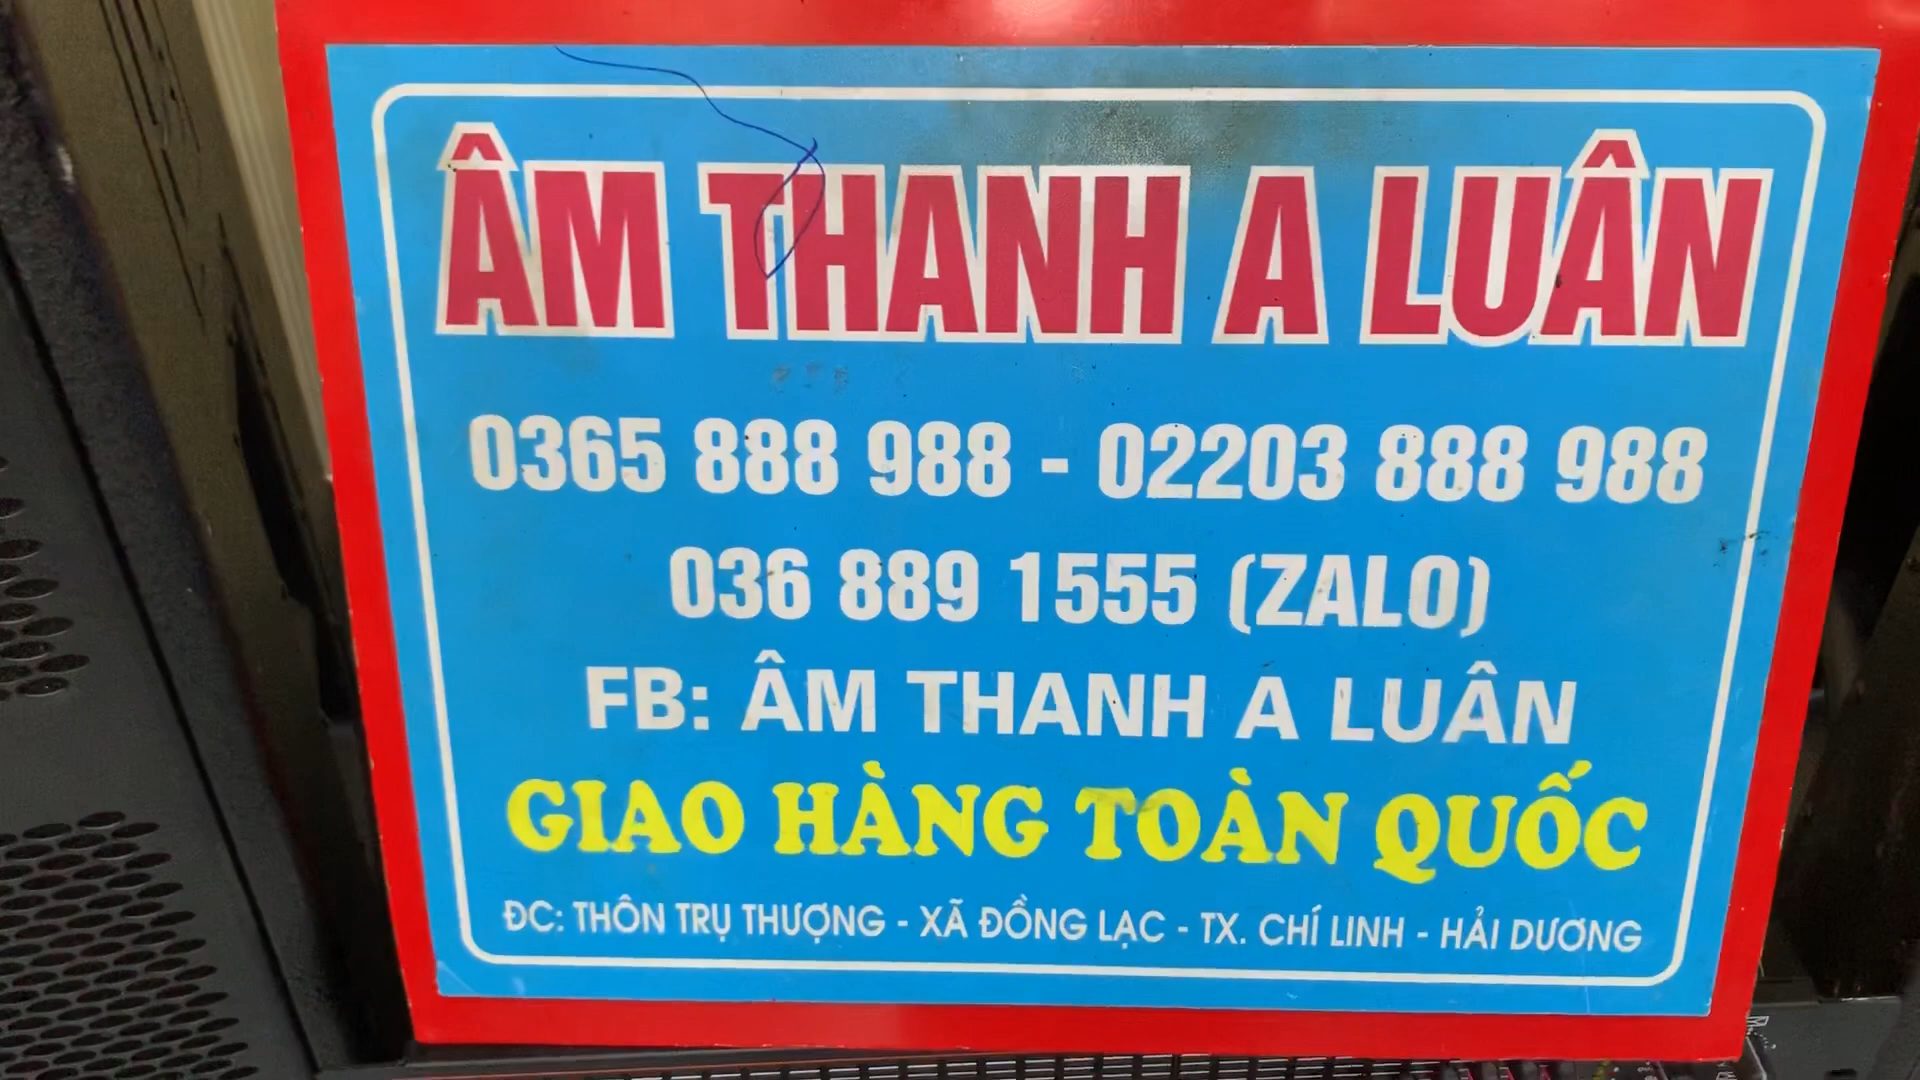 ÂM THANH A LUÂN
0365 888 988 - 02203 888 988
036 889 1555 (ZALO)
FB: ÂM THANH A LUÂN
GIAO HÀNG TOÀN QUỐC
ĐC: THÔN TRỤ THƯỢNG - XÃ ĐỒNG LẠC - TX. CHÍ LINH - HẢI DƯƠNG